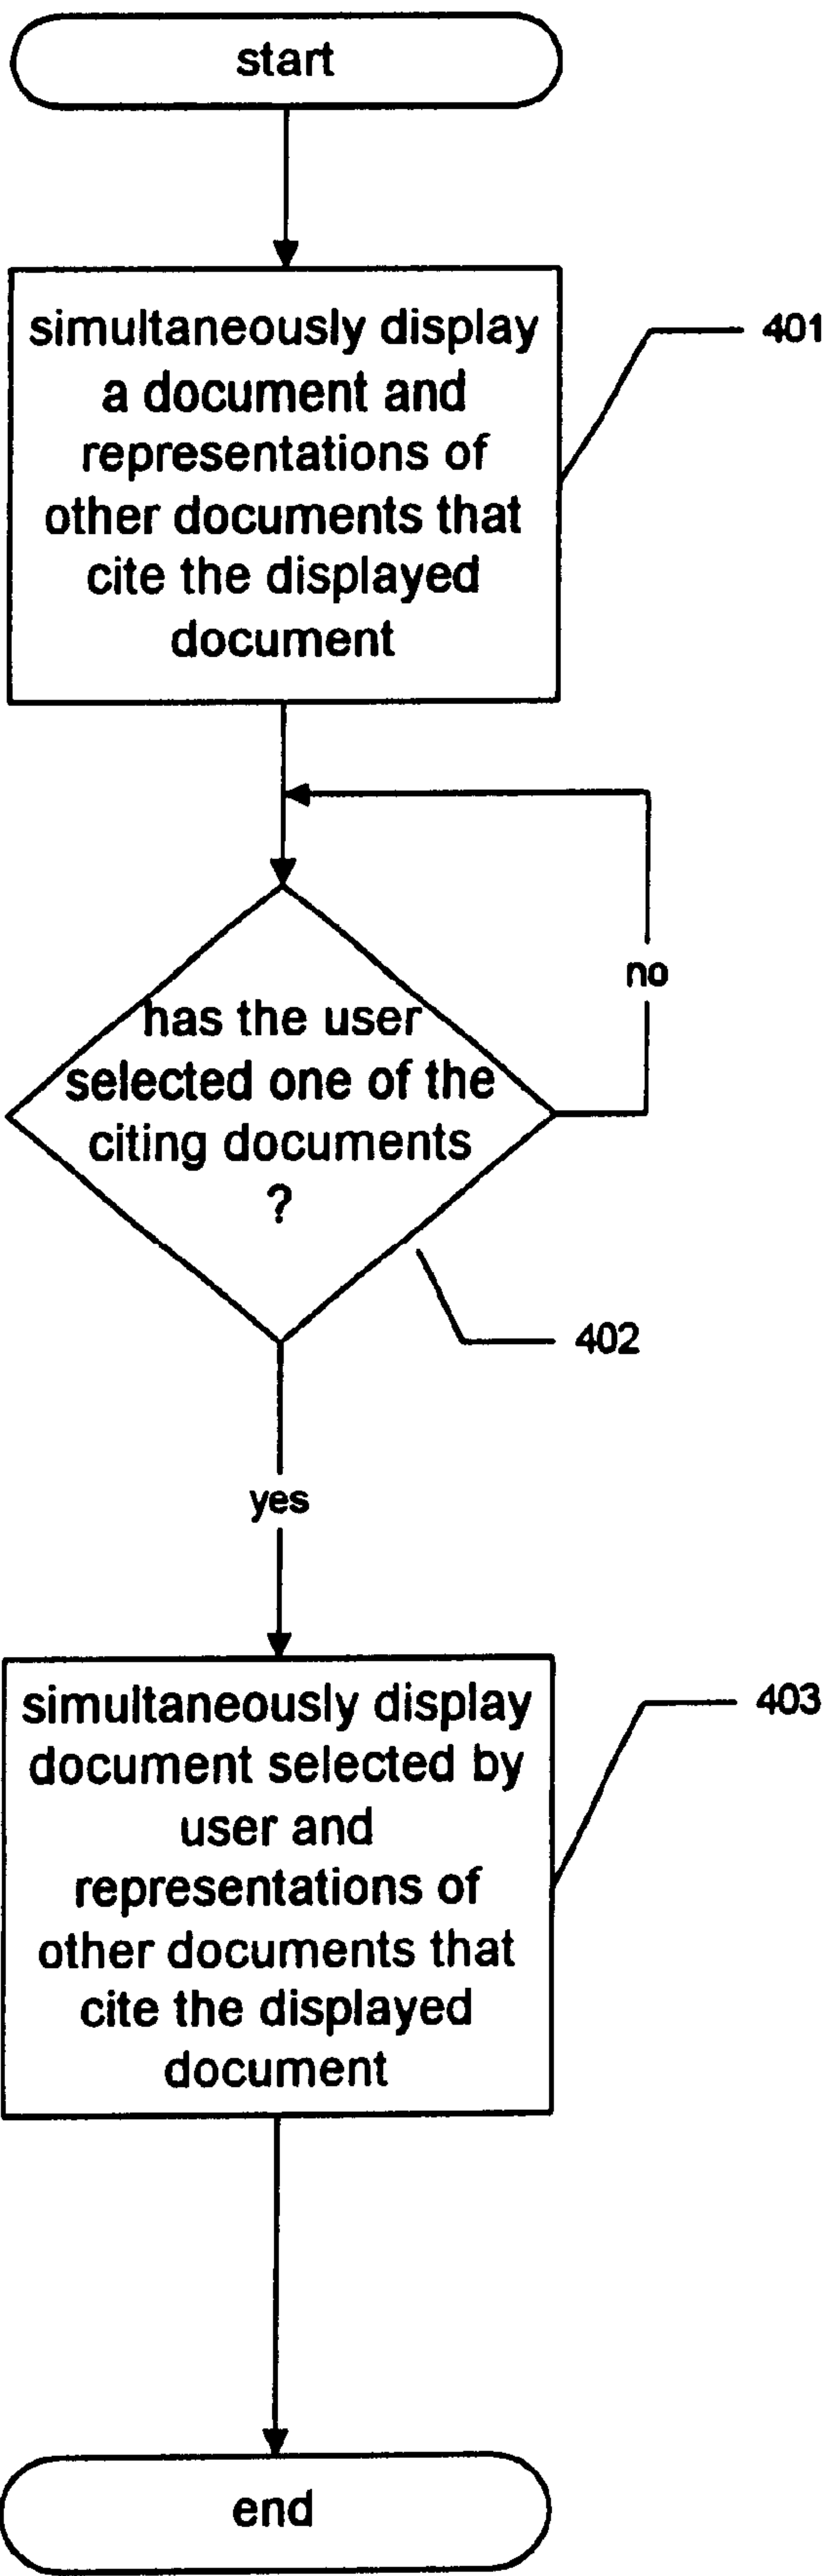 start
simultaneously display
a document and
representations of
other documents that
cite the displayed
document
401
no
has the user
selected one of the
citing documents
?
402
yes
simultaneously display
document selected by
user and
representations of
other documents that
cite the displayed
document
403
end